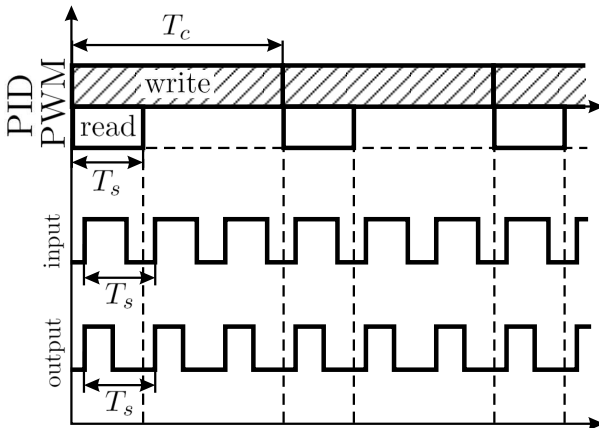 T_c
PID
PWM
write
read
T_s
input
T_s
output
T_s